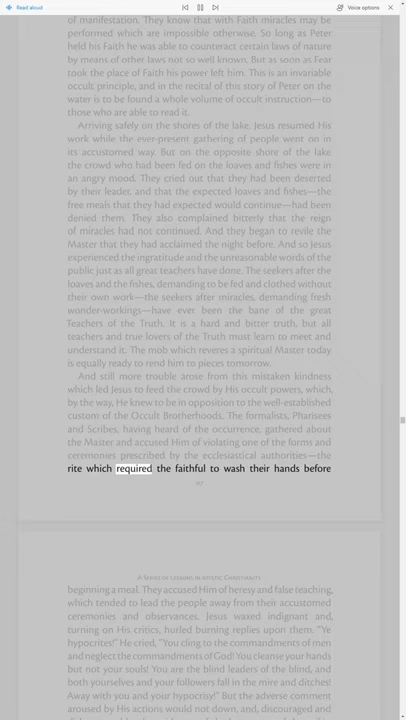 Read aloud
Voice options
of manifestation. They know that with Faith miracles may be
performed which are impossible otherwise. So long as Peter
held his Faith he was able to counteract certain laws of nature
by means of other laws not so well known. But as soon as Fear
took the place of Faith his power left him. This is an invariable
occult principle, and in the recital of this story of Peter on the
water is to be found a whole volume of occult instruction—to
those who are able to read it.
Arriving safely on the shores of the lake, Jesus resumed His
work while the ever-present gathering of people went on in
its accustomed way. But on the opposite shore of the lake
the crowd who had been fed on the loaves and fishes were in
an angry mood. They cried out that they had been deserted
by their leader, and that the expected loaves and fishes—the
free meals that they had expected would continue—had been
denied them. They also complained bitterly that the reign
of miracles had not continued. And they began to revile the
Master that they had acclaimed the night before. And so Jesus
experienced the ingratitude and the unreasonable words of the
public just as all great teachers have done. The seekers after the
loaves and the fishes, demanding to be fed and clothed without
their own work—the seekers after miracles, demanding fresh
wonder-workings—have ever been the bane of the great
Teachers of the Truth. It is a hard and bitter truth, but all
teachers and true lovers of the Truth must learn to meet and
understand it. The mob which reveres a spiritual Master today
is equally ready to rend him to pieces tomorrow.
And still more trouble arose from this mistaken kindness
which led Jesus to feed the crowd by His occult powers, which,
by the way, He knew to be in opposition to the well-established
custom of the Occult Brotherhoods. The formalists, Pharisees
and Scribes, having heard of the occurrence, gathered about
the Master and accused Him of violating one of the forms and
ceremonies prescribed by the ecclesiastical authorities—the
rite which required the faithful to wash their hands before
A Series of Lessons in Mystic Christianity
beginning a meal. They accused Him of heresy and false teaching,
which tended to lead the people away from their accustomed
ceremonies and observances. Jesus waxed indignant and,
turning on His critics, hurled burning replies upon them. "Ye
hypocrites!" He cried, "You cling to the commandments of men
and neglect the commandments of God! You cleanse your hands
but not your souls! You are the blind leaders of the blind, and
both yourselves and your followers fall in the mire and ditches!
Away with you and your hypocrisy!" But the adverse comment
aroused by His actions would not down, and, discouraged and